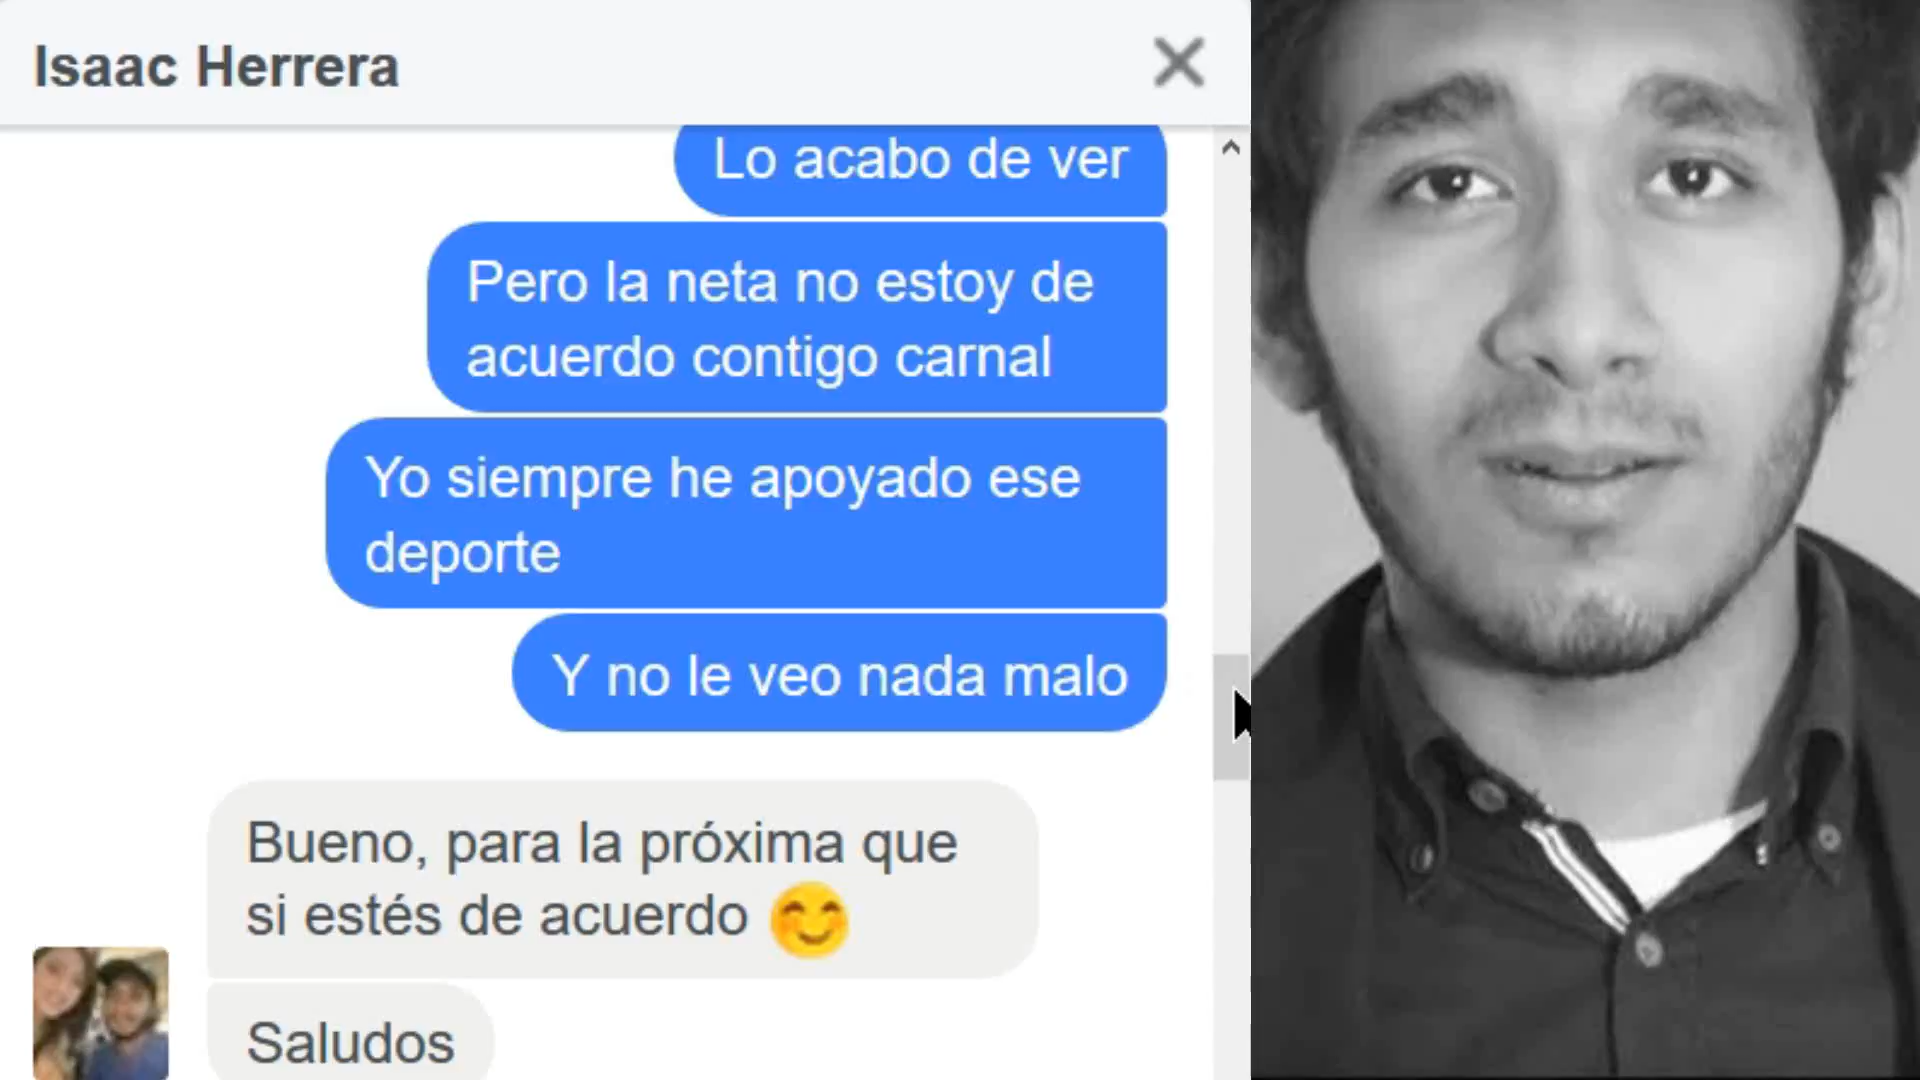 Isaac Herrera
Lo acabo de ver
Pero la neta no estoy de
acuerdo contigo carnal
Yo siempre he apoyado ese
deporte
Y no le veo nada malo
Bueno, para la próxima que
si estés de acuerdo 😊
Saludos